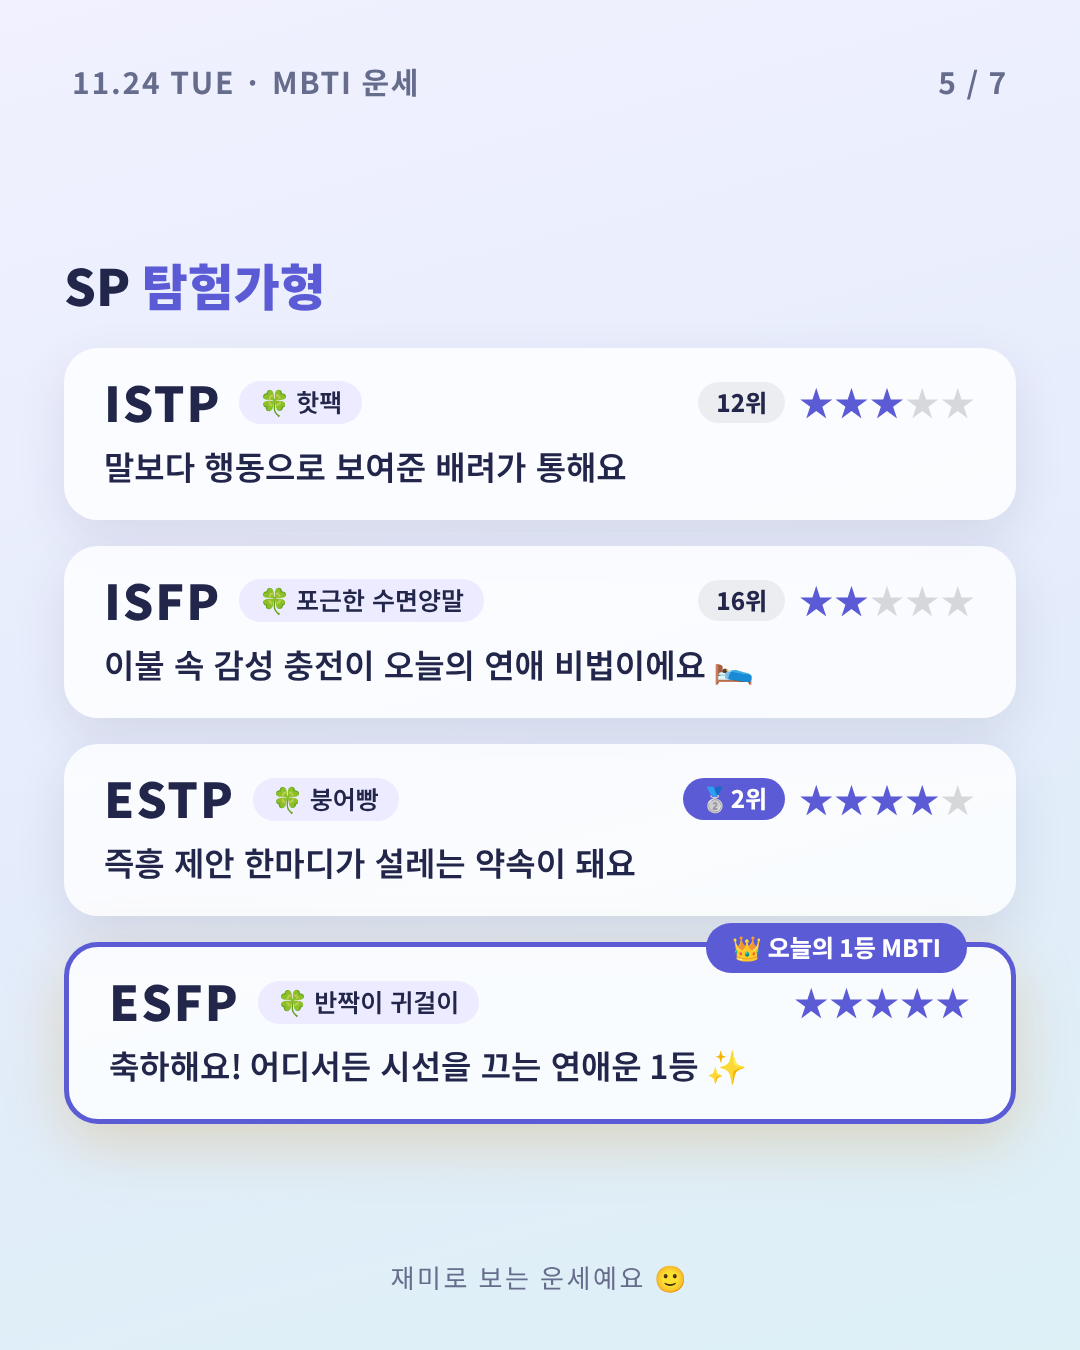 11.24 TUE · MBTI 운세
5 / 7
SP 탐험가형
ISTP 🍀 핫팩 12위 ★★★★★
말보다 행동으로 보여준 배려가 통해요
ISFP 🍀 포근한 수면양말 16위 ★★★★★
이불 속 감성 충전이 오늘의 연애 비법이에요 🛌
ESTP 🍀 붕어빵 🥈 2위 ★★★★★
즉흥 제안 한마디가 설레는 약속이 돼요
👑 오늘의 1등 MBTI
ESFP 🍀 반짝이 귀걸이 ★★★★★
축하해요! 어디서든 시선을 끄는 연애운 1등 ✨
재미로 보는 운세예요 🙂